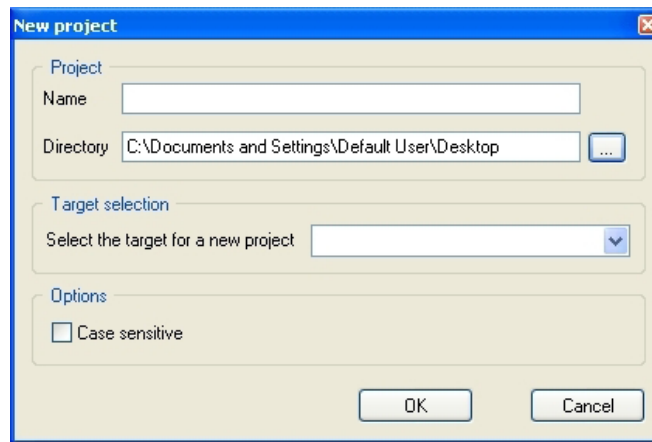 New project
Project
Name
Directory C:\Documents and Settings\Default User\Desktop ...
Target selection
Select the target for a new project
Options
Case sensitive
OK Cancel